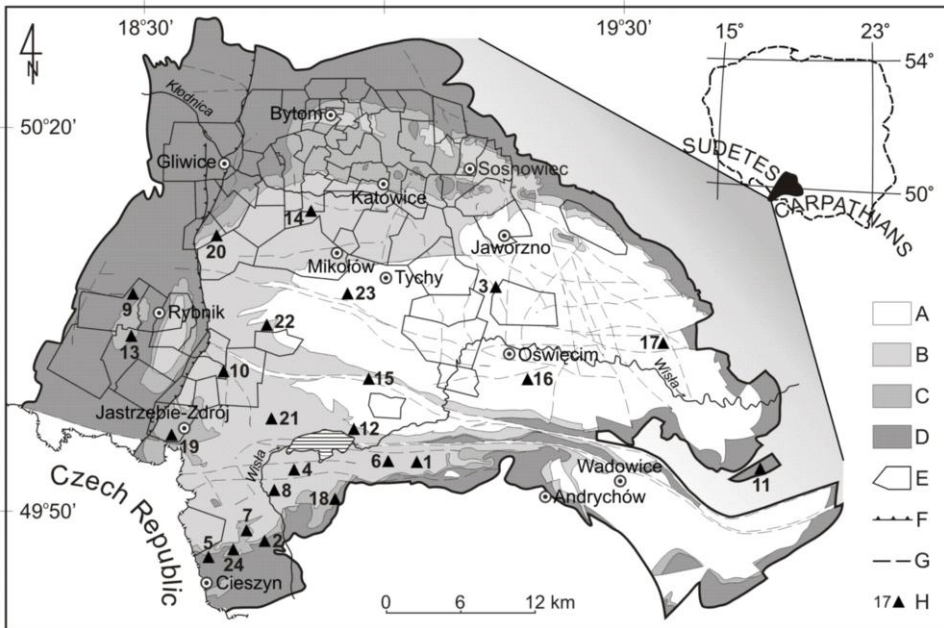 18°30' 19°30' 15° 23°
54°
N
Kłodnica
Bytom
50°20'
Gliwice
Sosnowiec
SUDETES
50°
Katowice
CARPATHIANS
14
20
Jaworzno
Mikołów
Tychy
3
23
9
Rybnik
A
22
13
17
Oświęcim
B
10
15
16
Wisła
C
Jastrzębie-Zdrój
21
12
D
19
Wisła
6 1
Wadowice
E
4
11
Czech Republic
8
18
Andrychów
49°50'
F
7
2
5
24
G
Cieszyn
0 6 12 km
17 H